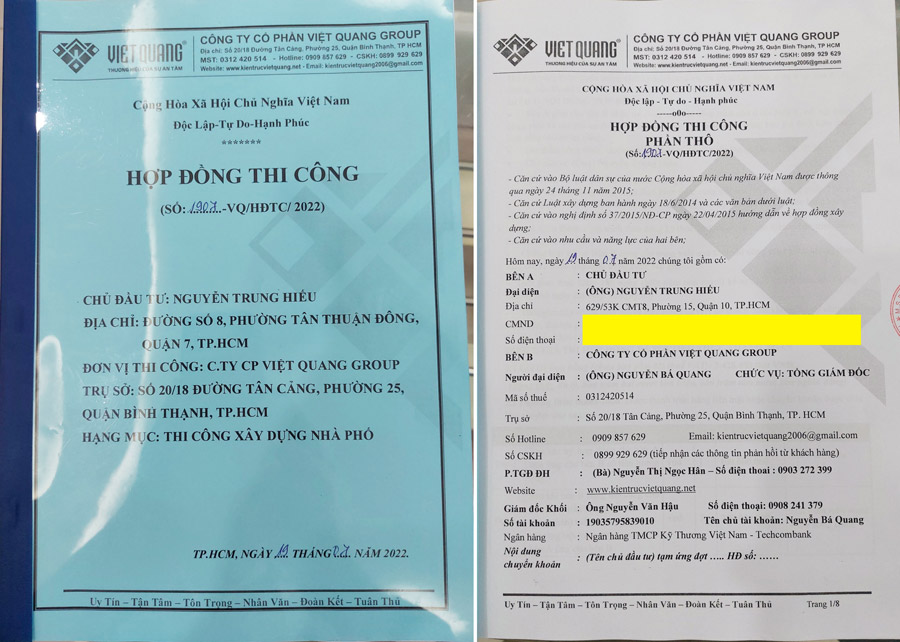 VIỆT QUANG®
THƯƠNG HIỆU CỦA SỰ AN TÂM
CÔNG TY CỔ PHẦN VIỆT QUANG GROUP
Địa chỉ: Số 20/18 Đường Tân Cảng, Phường 25, Quận Bình Thạnh, TP HCM
MST: 0312 420 514 - Hotline: 0909 857 629 - CSKH: 0899 929 629
Website: www.kientrucvietquang.net - Email: kientrucvietquang2006@gmail.com
Cộng Hòa Xã Hội Chủ Nghĩa Việt Nam
Độc Lập-Tự Do-Hạnh Phúc
*******
HỢP ĐỒNG THI CÔNG
(SỐ: 1907-VQ/HĐTC/ 2022)
CHỦ ĐẦU TƯ: NGUYỄN TRUNG HIẾU
ĐỊA CHỈ: ĐƯỜNG SỐ 8, PHƯỜNG TÂN THUẬN ĐÔNG,
QUẬN 7, TP.HCM
ĐƠN VỊ THI CÔNG: C.TY CP VIỆT QUANG GROUP
TRỤ SỞ: SỐ 20/18 ĐƯỜNG TÂN CẢNG, PHƯỜNG 25,
QUẬN BÌNH THẠNH, TP.HCM
HẠNG MỤC: THI CÔNG XÂY DỰNG NHÀ PHỐ
TP.HCM, NGÀY 19 THÁNG 07 NĂM 2022.
Uy Tín – Tận Tâm – Tôn Trọng – Nhân Văn – Đoàn Kết – Tuân Thủ
VIỆT QUANG®
THƯƠNG HIỆU CỦA SỰ AN TÂM
CÔNG TY CỔ PHẦN VIỆT QUANG GROUP
Địa chỉ: Số 20/18 Đường Tân Cảng, Phường 25, Quận Bình Thạnh, TP HCM
MST: 0312 420 514 - Hotline: 0909 857 629 - CSKH: 0899 929 629
Website: www.kientrucvietquang.net - Email: kientrucvietquang2006@gmail.com
CỘNG HÒA XÃ HỘI CHỦ NGHĨA VIỆT NAM
Độc lập - Tự do - Hạnh phúc
-----o0o-----
HỢP ĐỒNG THI CÔNG
PHẦN THÔ
(Số:1907-VQ/HĐTC/2022)
- Căn cứ vào Bộ luật dân sự của nước Cộng hòa xã hội chủ nghĩa Việt Nam được thông
qua ngày 24 tháng 11 năm 2015;
- Căn cứ Luật xây dựng ban hành ngày 18/6/2014 và các văn bản dưới luật;
- Căn cứ vào nghị định số 37/2015/NĐ-CP ngày 22/04/2015 hướng dẫn về hợp đồng xây
dựng;
- Căn cứ vào nhu cầu và năng lực của hai bên;
Hôm nay, ngày 19 tháng 07 năm 2022 chúng tôi gồm có:
BÊN A : CHỦ ĐẦU TƯ
Đại diện : (ÔNG) NGUYỄN TRUNG HIẾU
Địa chỉ : 629/53K CMT8, Phường 15, Quận 10, TP.HCM
CMND :
Số điện thoại :
BÊN B : CÔNG TY CỔ PHẦN VIỆT QUANG GROUP
Người đại diện : (ÔNG) NGUYỄN BÁ QUANG CHỨC VỤ: TỔNG GIÁM ĐỐC
Mã số thuế : 0312420514
Trụ sở : Số 20/18 Tân Cảng, Phường 25, Quận Bình Thạnh, TP. HCM
Số Hotline : 0909 857 629 Email: kientrucvietquang2006@gmail.com
Số CSKH : 0899 929 629 (tiếp nhận các thông tin phản hồi từ khách hàng)
P.TGĐ ĐH : (Bà) Nguyễn Thị Ngọc Hân – Số điện thoai : 0903 272 399
Website : www.kientrucvietquang.net
Giám đốc Khối : Ông Nguyễn Văn Hậu Số điện thoại: 0908 241 379
Số tài khoản : 19035795839010 Tên chủ tài khoản: Nguyễn Bá Quang
Ngân hàng : Ngân hàng TMCP Kỹ Thương Việt Nam - Techcombank
Nội dung
chuyển khoản : (Tên chủ đầu tư) tạm ứng đợt ….. HĐ số: ……
Uy Tín – Tận Tâm – Tôn Trọng – Nhân Văn – Đoàn Kết – Tuân Thủ Trang 1/8